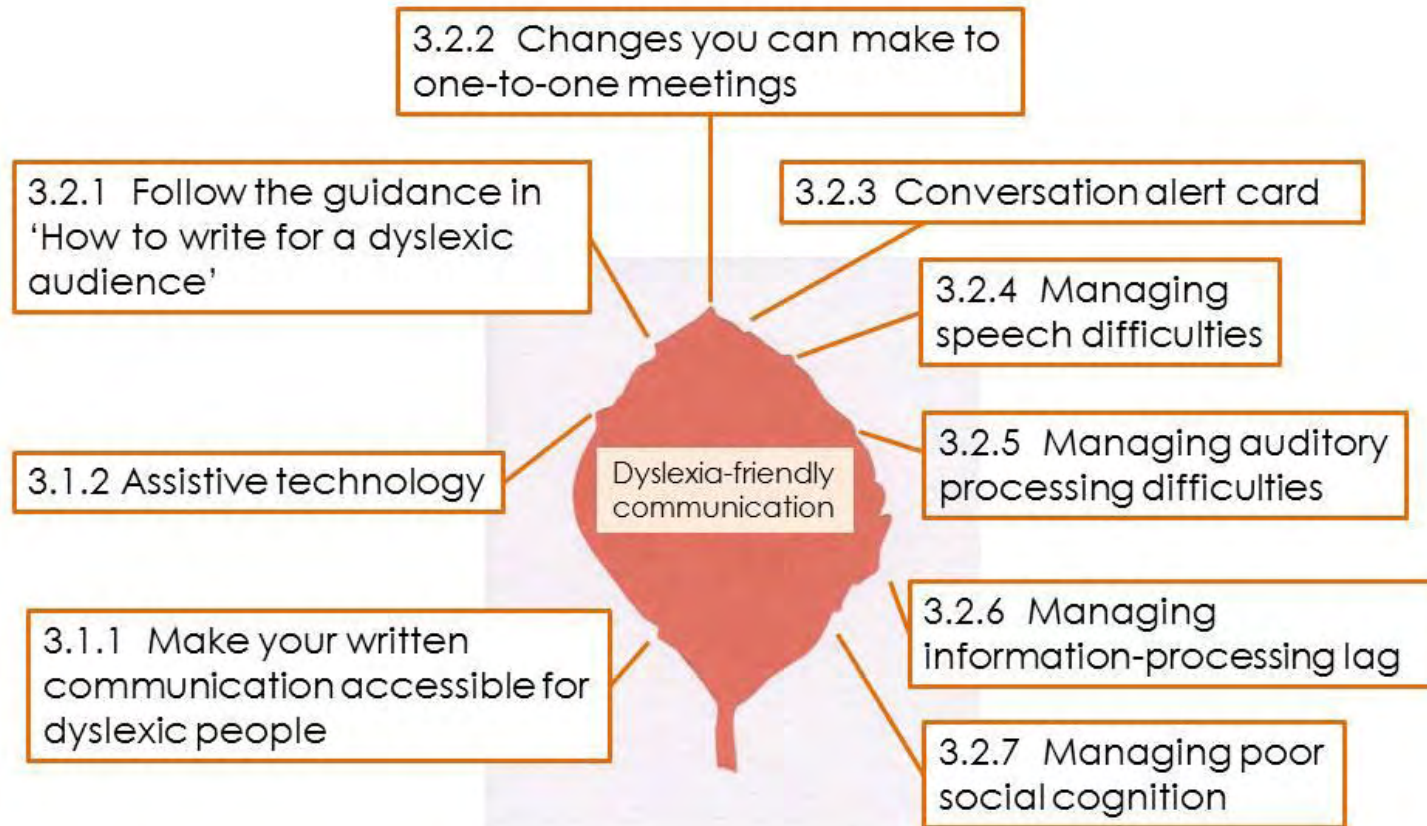 3.2.2 Changes you can make to
one-to-one meetings
3.2.1 Follow the guidance in
‘How to write for a dyslexic
audience’
3.2.3 Conversation alert card
3.2.4 Managing
speech difficulties
3.1.2 Assistive technology
Dyslexia-friendly
communication
3.2.5 Managing auditory
processing difficulties
3.1.1 Make your written
communication accessible for
dyslexic people
3.2.6 Managing
information-processing lag
3.2.7 Managing poor
social cognition